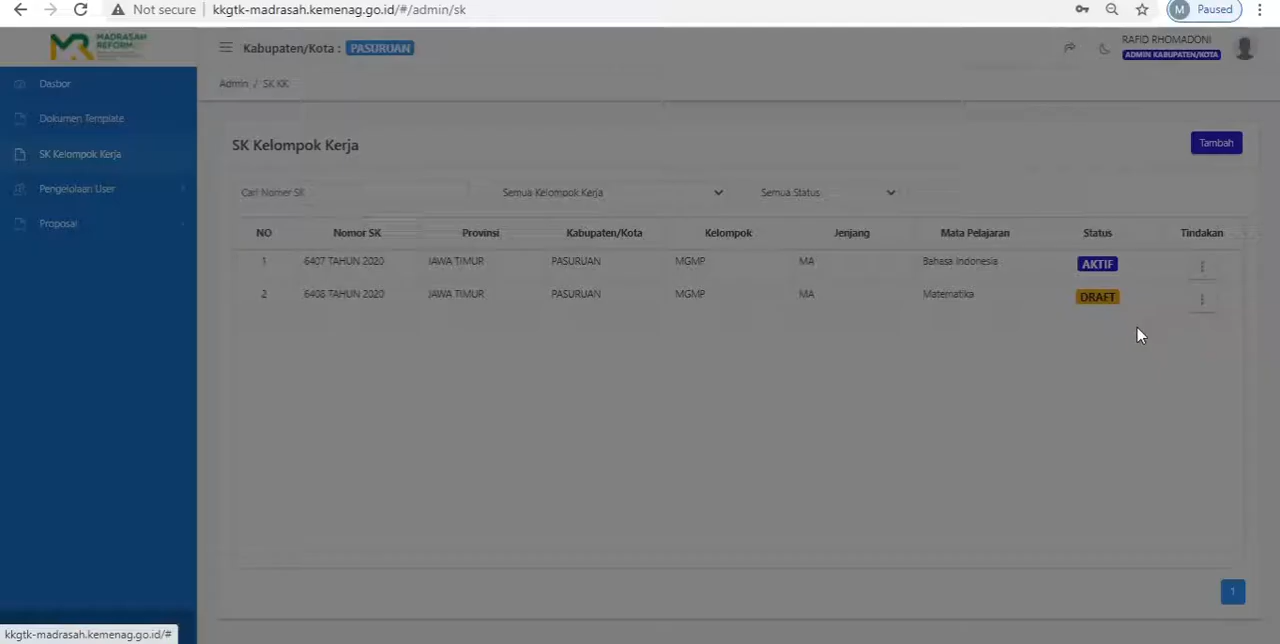 Not secure kkgtk-madrasah.kemenag.go.id/#/admin/sk M Paused
MADRASAH
REFORM
Kabupaten/Kota : PASURUAN
RAFID RHOMADONI
ADMIN KABUPATEN/KOTA
Dasbor
Admin / SK KK
Dokumen Template
SK Kelompok Kerja
Pengelolaan User
Proposal
SK Kelompok Kerja
Tambah
Cari Nomer SK Semua Kelompok Kerja Semua Status
NO Nomor SK Provinsi Kabupaten/Kota Kelompok Jenjang Mata Pelajaran Status Tindakan
1 6407 TAHUN 2020 JAWA TIMUR PASURUAN MGMP MA Bahasa Indonesia AKTIF
2 6408 TAHUN 2020 JAWA TIMUR PASURUAN MGMP MA Matematika DRAFT
1
kkgtk-madrasah.kemenag.go.id/#